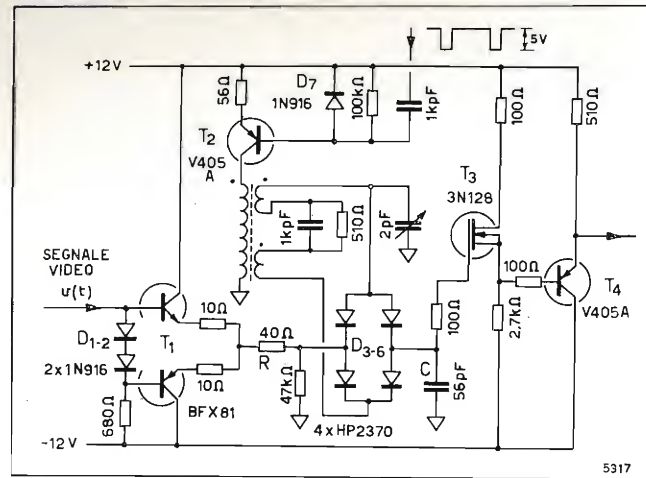 5V
+12V
56Ω
D7
1N916
100kΩ
1kpF
100Ω
510Ω
T2
V405
A
T3
3N128
1kpF
510Ω
2pF
SEGNALE
VIDEO
v(t)
100Ω
T4
V405A
D1-2
T1
10Ω
40Ω
R
D3-6
100Ω
2,7kΩ
2x1N916
10Ω
47kΩ
C
56pF
680Ω
BFX81
4xHP2370
-12V
5317